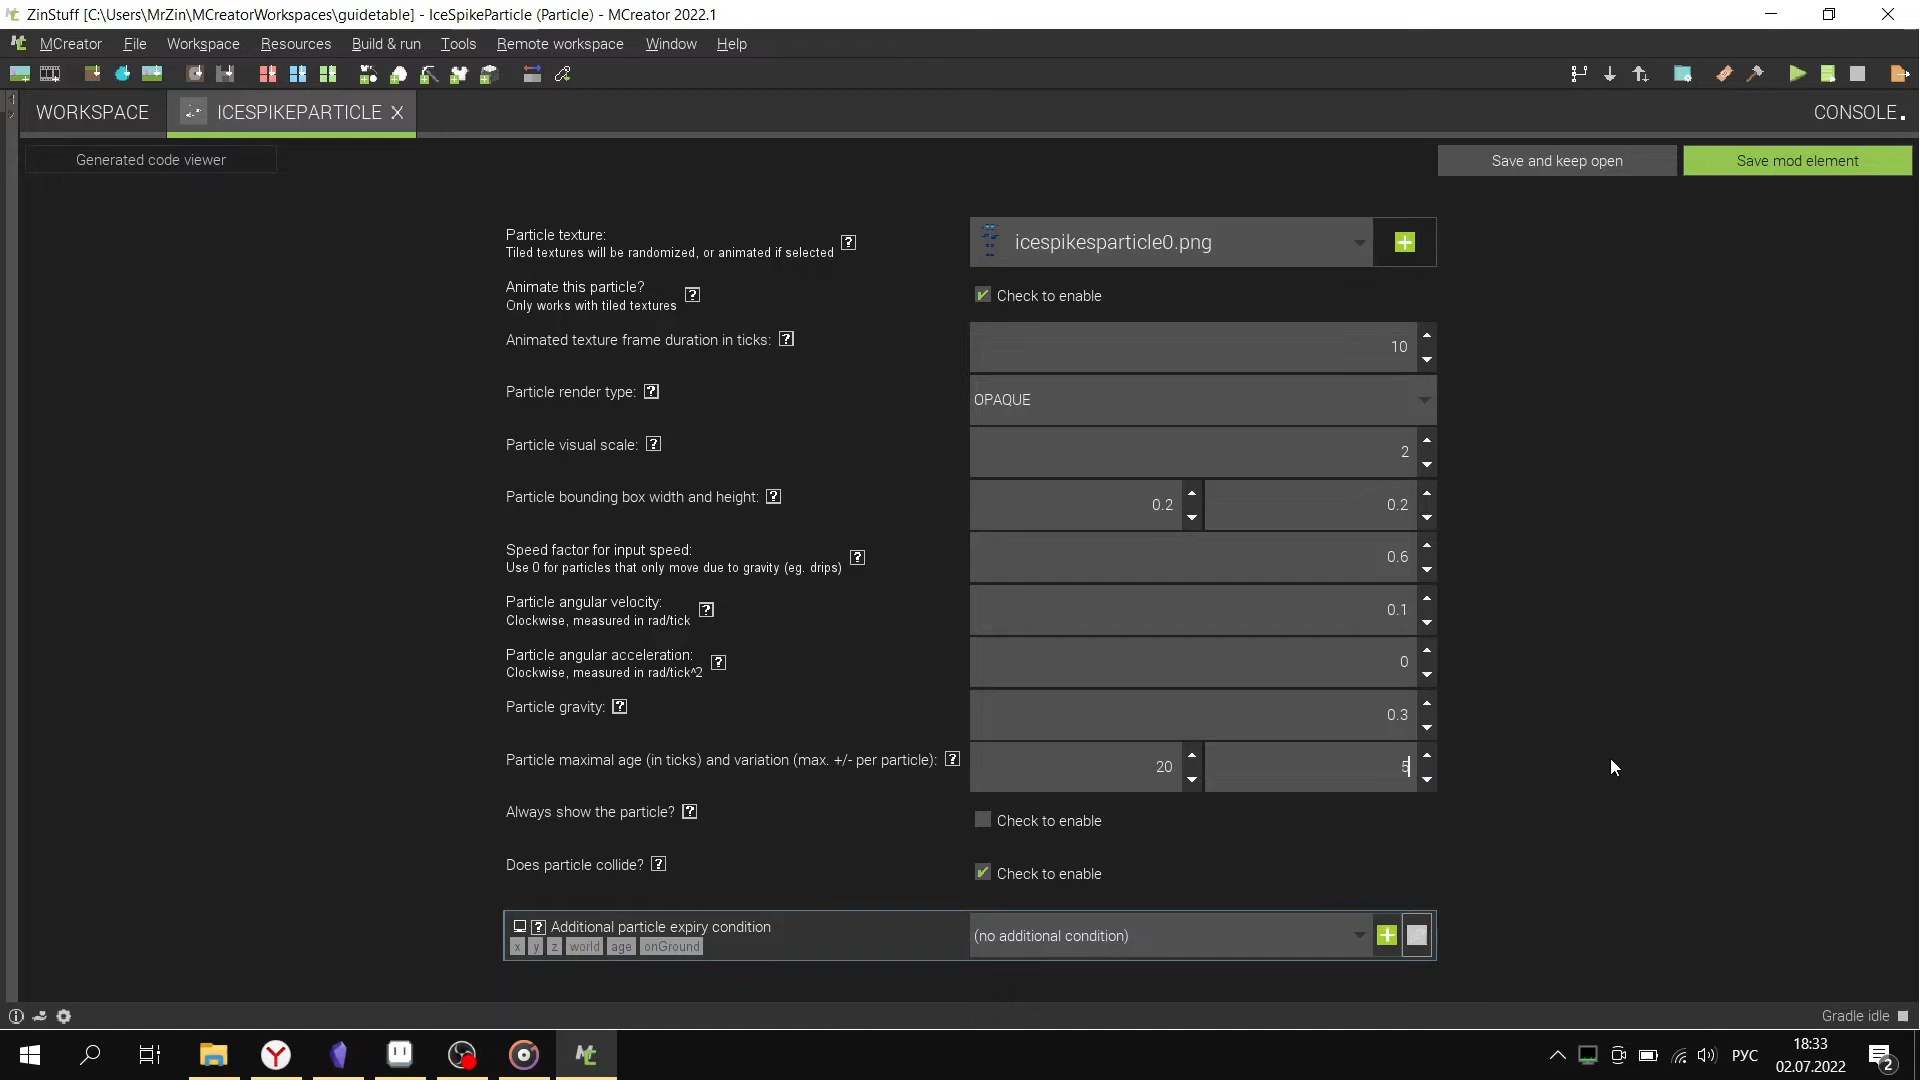 ZinStuff [C:\Users\MrZin\MCreatorWorkspaces\guidetable] - IceSpikeParticle (Particle) - MCreator 2022.1
MCreator File Workspace Resources Build & run Tools Remote workspace Window Help
WORKSPACE ICESPIKEPARTICLE CONSOLE
Generated code viewer Save and keep open Save mod element
Particle texture:
Tiled textures will be randomized, or animated if selected
icespikesparticle0.png
Animate this particle?
Only works with tiled textures
Check to enable
Animated texture frame duration in ticks: 10
Particle render type: OPAQUE
Particle visual scale: 2
Particle bounding box width and height: 0.2 0.2
Speed factor for input speed:
Use 0 for particles that only move due to gravity (eg. drips)
0.6
Particle angular velocity:
Clockwise, measured in rad/tick
0.1
Particle angular acceleration:
Clockwise, measured in rad/tick^2
0
Particle gravity: 0.3
Particle maximal age (in ticks) and variation (max. +/- per particle): 20 5
Always show the particle? Check to enable
Does particle collide? Check to enable
Additional particle expiry condition
x y z world age onGround
(no additional condition)
Gradle idle
РУС
18:33
02.07.2022
2